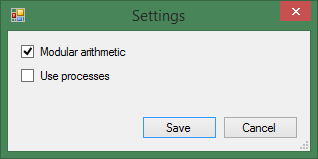 Settings
Modular arithmetic
Use processes
Save Cancel